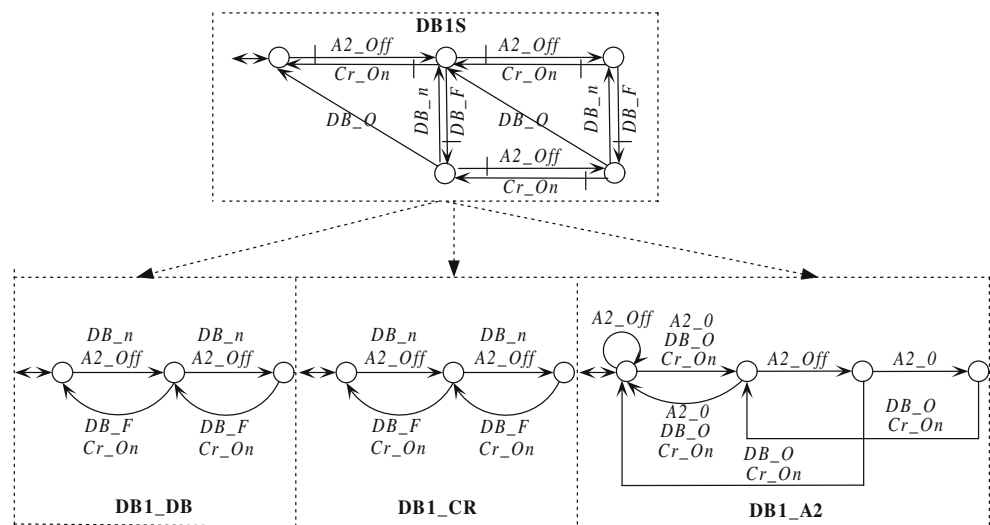 DB1S
A2_Off
A2_Off
Cr_On
Cr_On
DB_O
DB_n
DB_F
DB_O
DB_n
DB_F
A2_Off
Cr_On
DB_n
A2_Off
DB_n
A2_Off
DB_F
Cr_On
DB_F
Cr_On
DB1_DB
DB_n
A2_Off
DB_n
A2_Off
DB_F
Cr_On
DB_F
Cr_On
DB1_CR
A2_Off
A2_0
DB_O
Cr_On
A2_Off
A2_0
A2_0
DB_O
Cr_On
DB_O
Cr_On
DB_O
Cr_On
DB1_A2